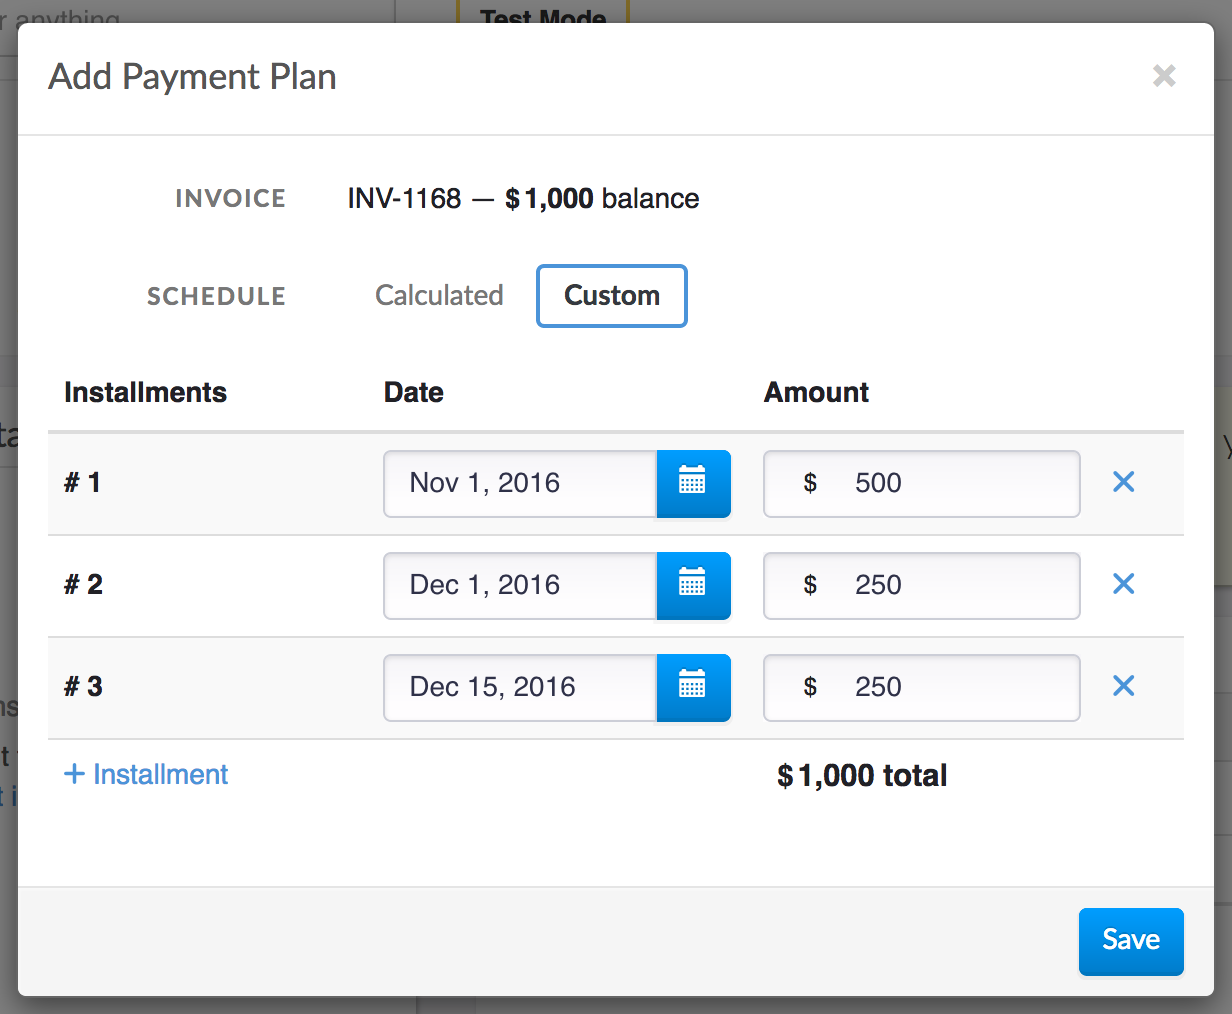 r anything
Test Mode
Add Payment Plan
INVOICE INV-1168 — $1,000 balance
SCHEDULE Calculated Custom
Installments Date Amount
# 1 Nov 1, 2016 $ 500
# 2 Dec 1, 2016 $ 250
# 3 Dec 15, 2016 $ 250
+ Installment $1,000 total
Save